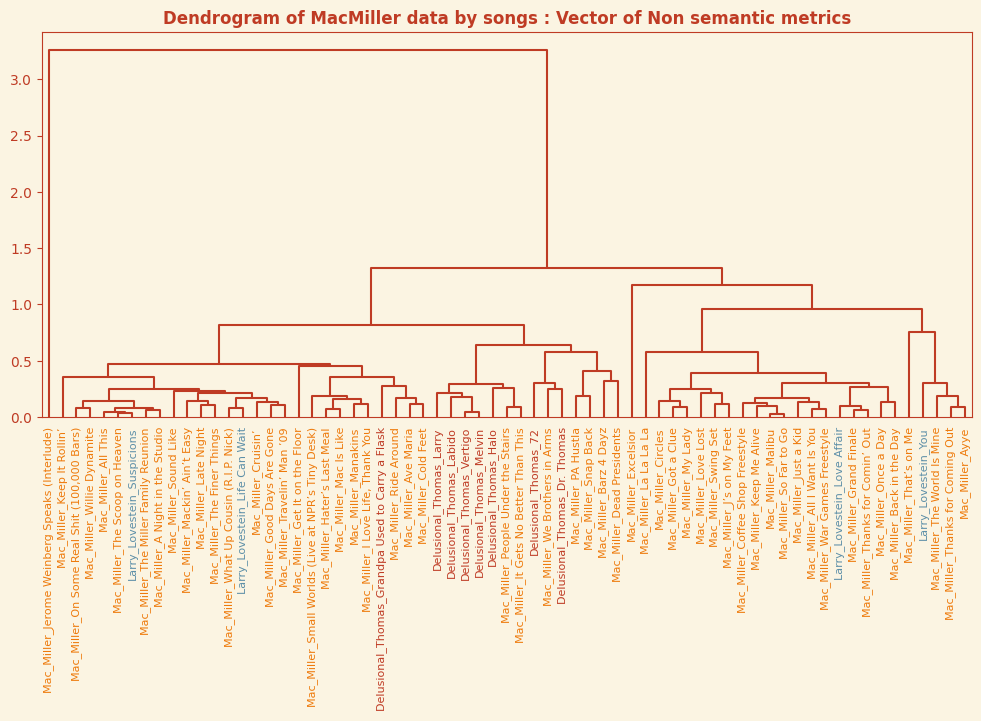 Dendrogram of MacMiller data by songs : Vector of Non semantic metrics
3.0
2.5
2.0
1.5
1.0
0.5
0.0
Mac_Miller_Jerome Weinberg Speaks (Interlude)
Mac_Miller_Keep It Rollin’
Mac_Miller_On Some Real Shit (100,000 Bars)
Mac_Miller_Willie Dynamite
Mac_Miller_All This
Mac_Miller_The Scoop on Heaven
Larry_Lovestein_Suspicions
Mac_Miller_The Miller Family Reunion
Mac_Miller_A Night in the Studio
Mac_Miller_Sound Like
Mac_Miller_Mackin’ Ain’t Easy
Mac_Miller_Late Night
Mac_Miller_The Finer Things
Mac_Miller_What Up Cousin (R.I.P. Nick)
Larry_Lovestein_Life Can Wait
Mac_Miller_Cruisin’
Mac_Miller_Good Days Are Gone
Mac_Miller_Travelin’ Man ’09
Mac_Miller_Get It on the Floor
Mac_Miller_Small Worlds (Live at NPR’s Tiny Desk)
Mac_Miller_Hater’s Last Meal
Mac_Miller_Mac Is Like
Mac_Miller_Manakins
Mac_Miller_I Love Life, Thank You
Delusional_Thomas_Grandpa Used to Carry a Flask
Mac_Miller_Ride Around
Mac_Miller_Ave Maria
Mac_Miller_Cold Feet
Delusional_Thomas_Larry
Delusional_Thomas_Labido
Delusional_Thomas_Vertigo
Delusional_Thomas_Melvin
Delusional_Thomas_Halo
Mac_Miller_People Under the Stairs
Mac_Miller_It Gets No Better Than This
Delusional_Thomas_72
Mac_Miller_We Brothers in Arms
Delusional_Thomas_Dr. Thomas
Mac_Miller_PA Hustla
Mac_Miller_Snap Back
Mac_Miller_Barz 4 Dayz
Mac_Miller_Dead Presidents
Mac_Miller_Excelsior
Mac_Miller_La La La La
Mac_Miller_Circles
Mac_Miller_Got a Clue
Mac_Miller_My Lady
Mac_Miller_Love Lost
Mac_Miller_Swing Set
Mac_Miller_J’s on My Feet
Mac_Miller_Coffee Shop Freestyle
Mac_Miller_Keep Me Alive
Mac_Miller_Malibu
Mac_Miller_So Far to Go
Mac_Miller_Just a Kid
Mac_Miller_All I Want Is You
Mac_Miller_War Games Freestyle
Larry_Lovestein_Love Affair
Mac_Miller_Grand Finale
Mac_Miller_Thanks for Comin’ Out
Mac_Miller_Once a Day
Mac_Miller_Back in the Day
Mac_Miller_That’s on Me
Larry_Lovestein_You
Mac_Miller_The World Is Mine
Mac_Miller_Thanks for Coming Out
Mac_Miller_Ayye